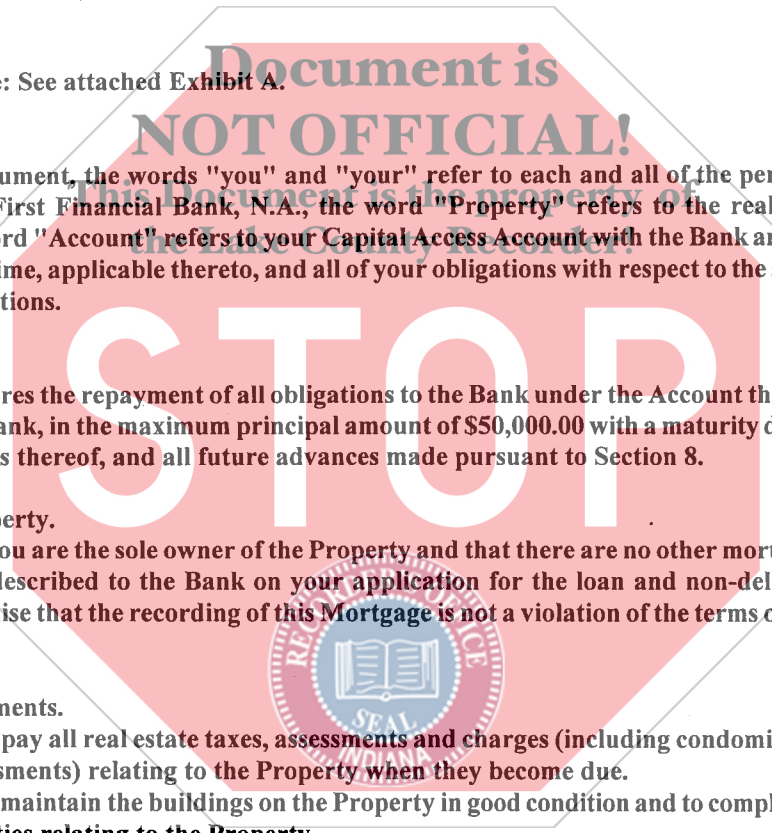 Document is
e: See attached Exhibit A.
NOT OFFICIAL!
ument, the words "you" and "your" refer to each and all of the per
This Document is the property of
First Financial Bank, N.A., the word "Property" refers to the real
the Lake County Recorder!
ord "Account" refers to your Capital Access Account with the Bank an
ime, applicable thereto, and all of your obligations with respect to the
tions.
STOP
res the repayment of all obligations to the Bank under the Account th
ank, in the maximum principal amount of $50,000.00 with a maturity d
s thereof, and all future advances made pursuant to Section 8.
perty.
ou are the sole owner of the Property and that there are no other mort
described to the Bank on your application for the loan and non-del
ise that the recording of this Mortgage is not a violation of the terms o
RECORDER'S OFFICE
SEAL
INDIANA
ments.
pay all real estate taxes, assessments and charges (including condomi
sments) relating to the Property when they become due.
maintain the buildings on the Property in good condition and to compl
ties relating to the Property.